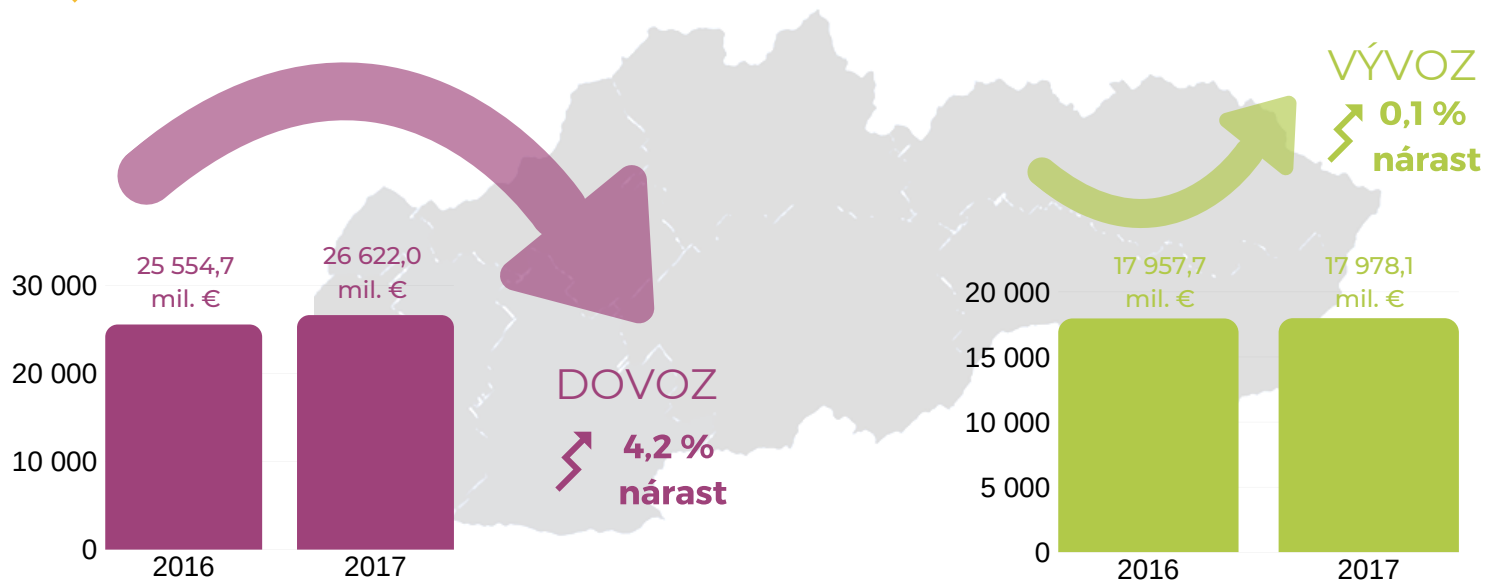 VÝVOZ
0,1 %
nárast
25 554,7
mil. €
26 622,0
mil. €
30 000
20 000
10 000
0
2016
2017
DOVOZ
4,2 %
nárast
17 957,7
mil. €
17 978,1
mil. €
20 000
15 000
10 000
5 000
0
2016
2017